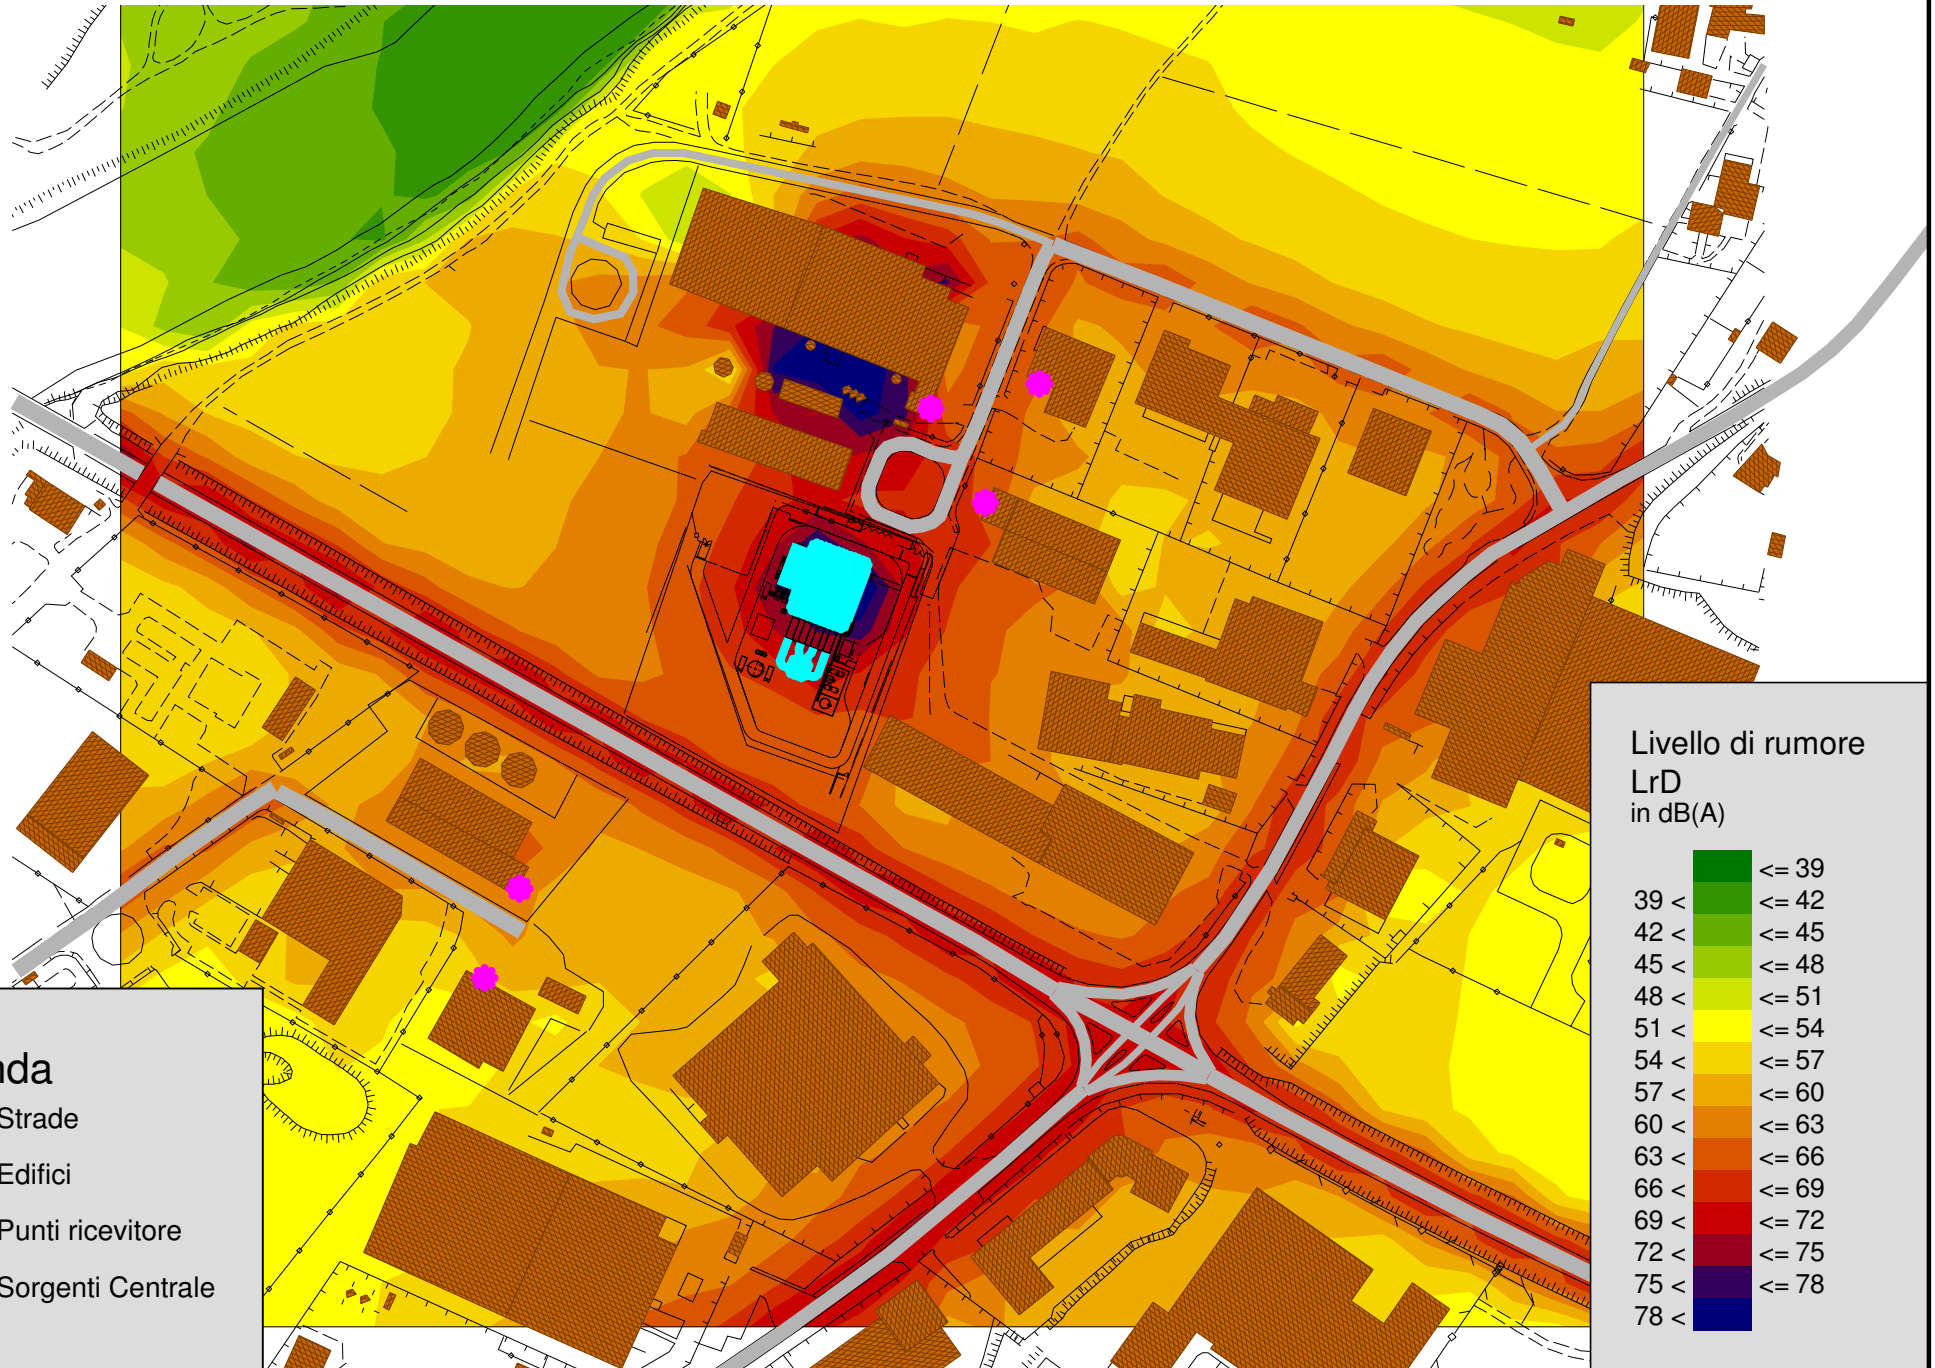 Livello di rumore
LrD
in dB(A)
<= 39
39 < <= 42
42 < <= 45
45 < <= 48
48 < <= 51
51 < <= 54
54 < <= 57
57 < <= 60
60 < <= 63
63 < <= 66
66 < <= 69
69 < <= 72
72 < <= 75
75 < <= 78
78 <
nda
Strade
Edifici
Punti ricevitore
Sorgenti Centrale